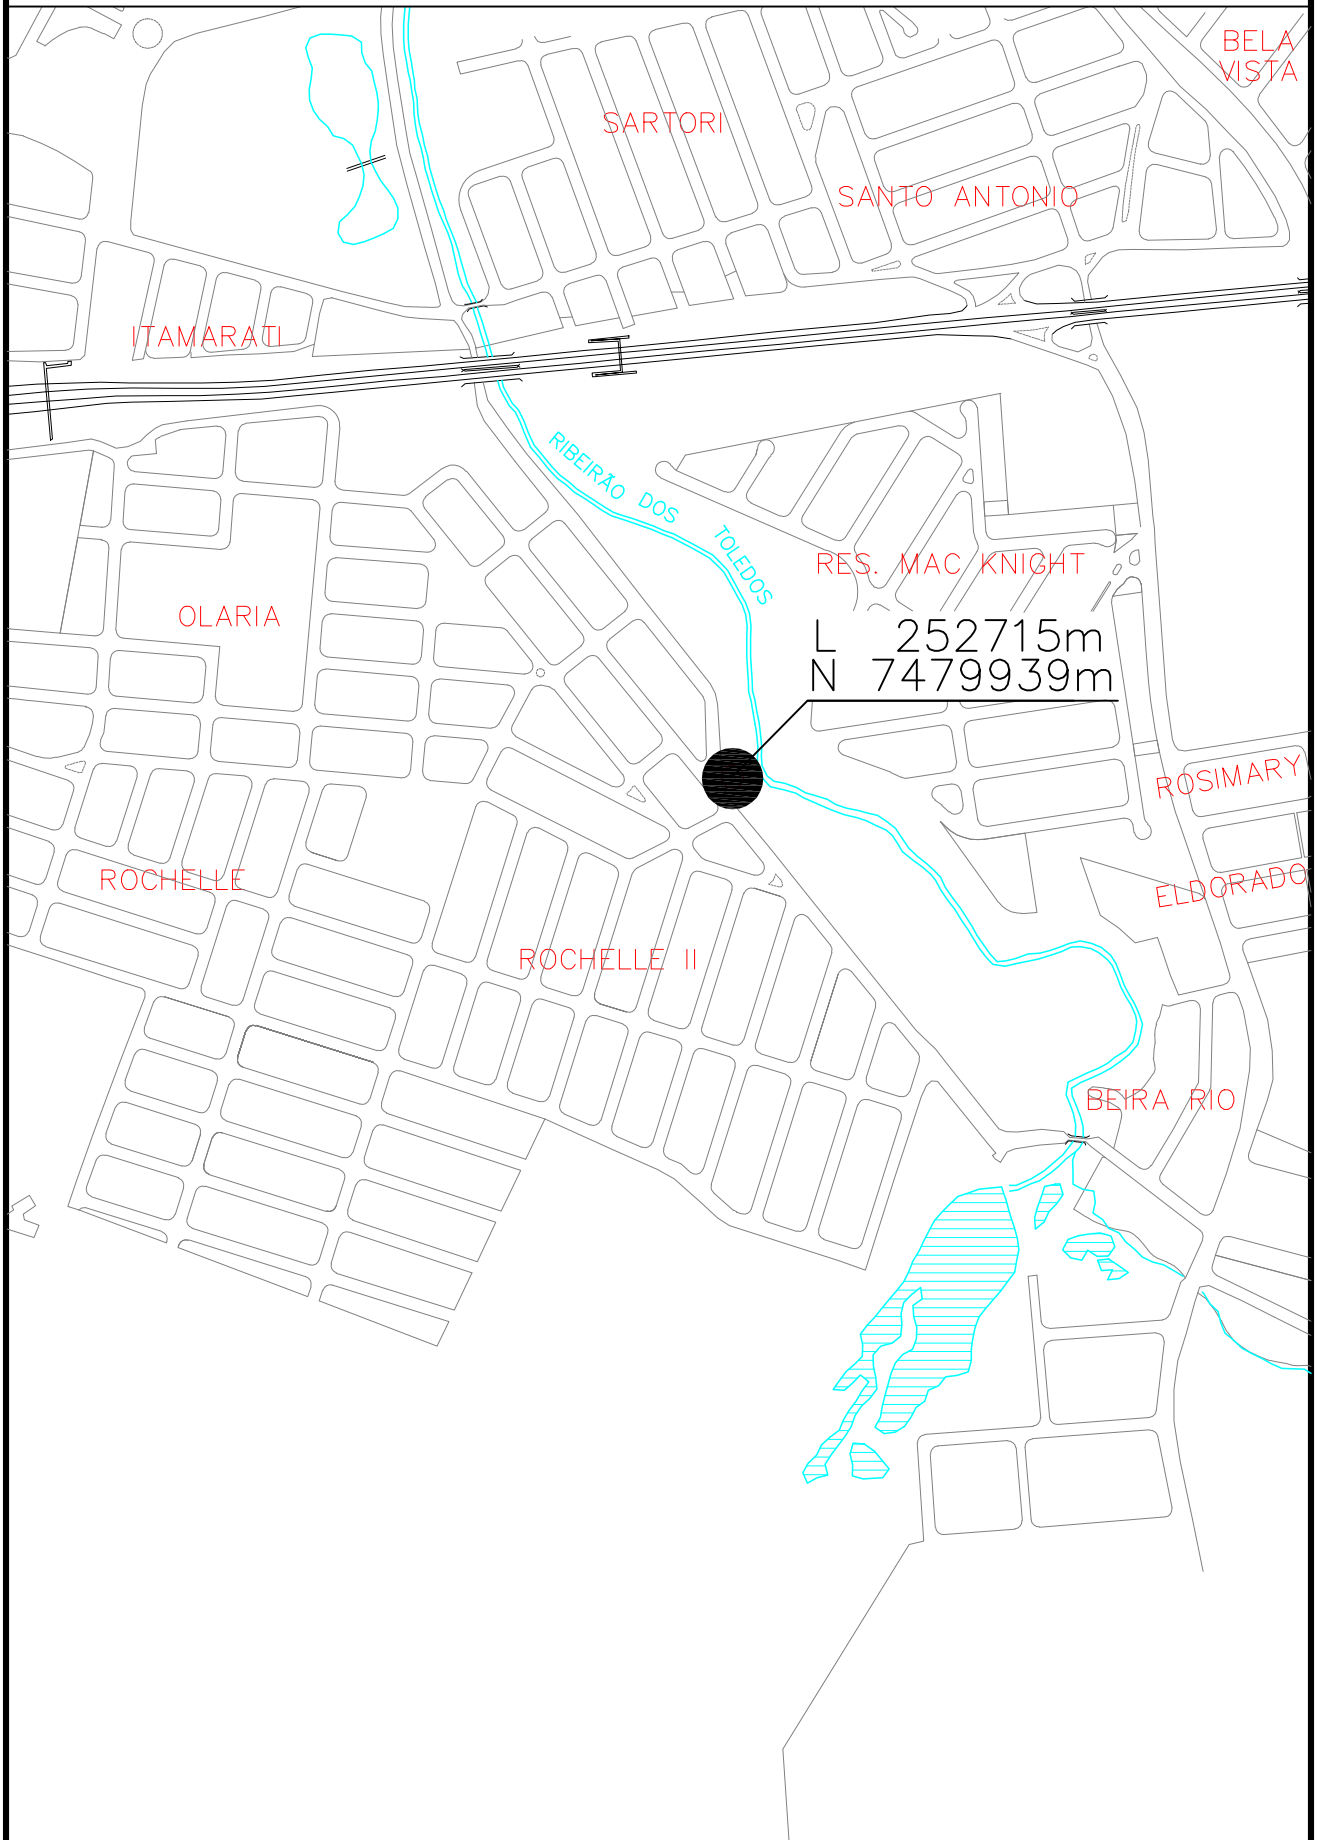 BELA
VISTA
SARTORI
SANTO ANTONIO
ITAMARATI
RIBEIRÃO DOS TOLEDOS
RES. MAC KNIGHT
OLARIA
L 252715m
N 7479939m
ROSIMARY
ROCHELLE
ELDORADO
ROCHELLE II
BEIRA RIO